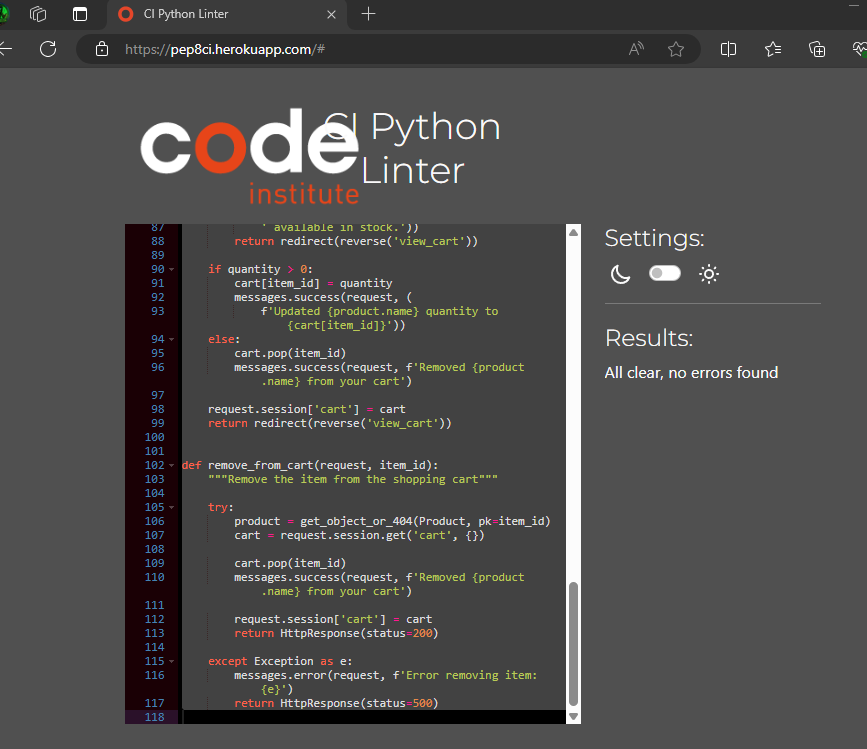 CI Python Linter
https://pep8ci.herokuapp.com/#
code
institute
CI Python
Linter
87 ' available in stock.'))
88 return redirect(reverse('view_cart'))
89
90 if quantity > 0:
91 cart[item_id] = quantity
92 messages.success(request, (
93 f'Updated {product.name} quantity to
{cart[item_id]}'))
94 else:
95 cart.pop(item_id)
96 messages.success(request, f'Removed {product
.name} from your cart')
97
98 request.session['cart'] = cart
99 return redirect(reverse('view_cart'))
100
101
102 def remove_from_cart(request, item_id):
103 """Remove the item from the shopping cart"""
104
105 try:
106 product = get_object_or_404(Product, pk=item_id)
107 cart = request.session.get('cart', {})
108
109 cart.pop(item_id)
110 messages.success(request, f'Removed {product
.name} from your cart')
111
112 request.session['cart'] = cart
113 return HttpResponse(status=200)
114
115 except Exception as e:
116 messages.error(request, f'Error removing item:
{e}')
117 return HttpResponse(status=500)
118
Settings:
Results:
All clear, no errors found